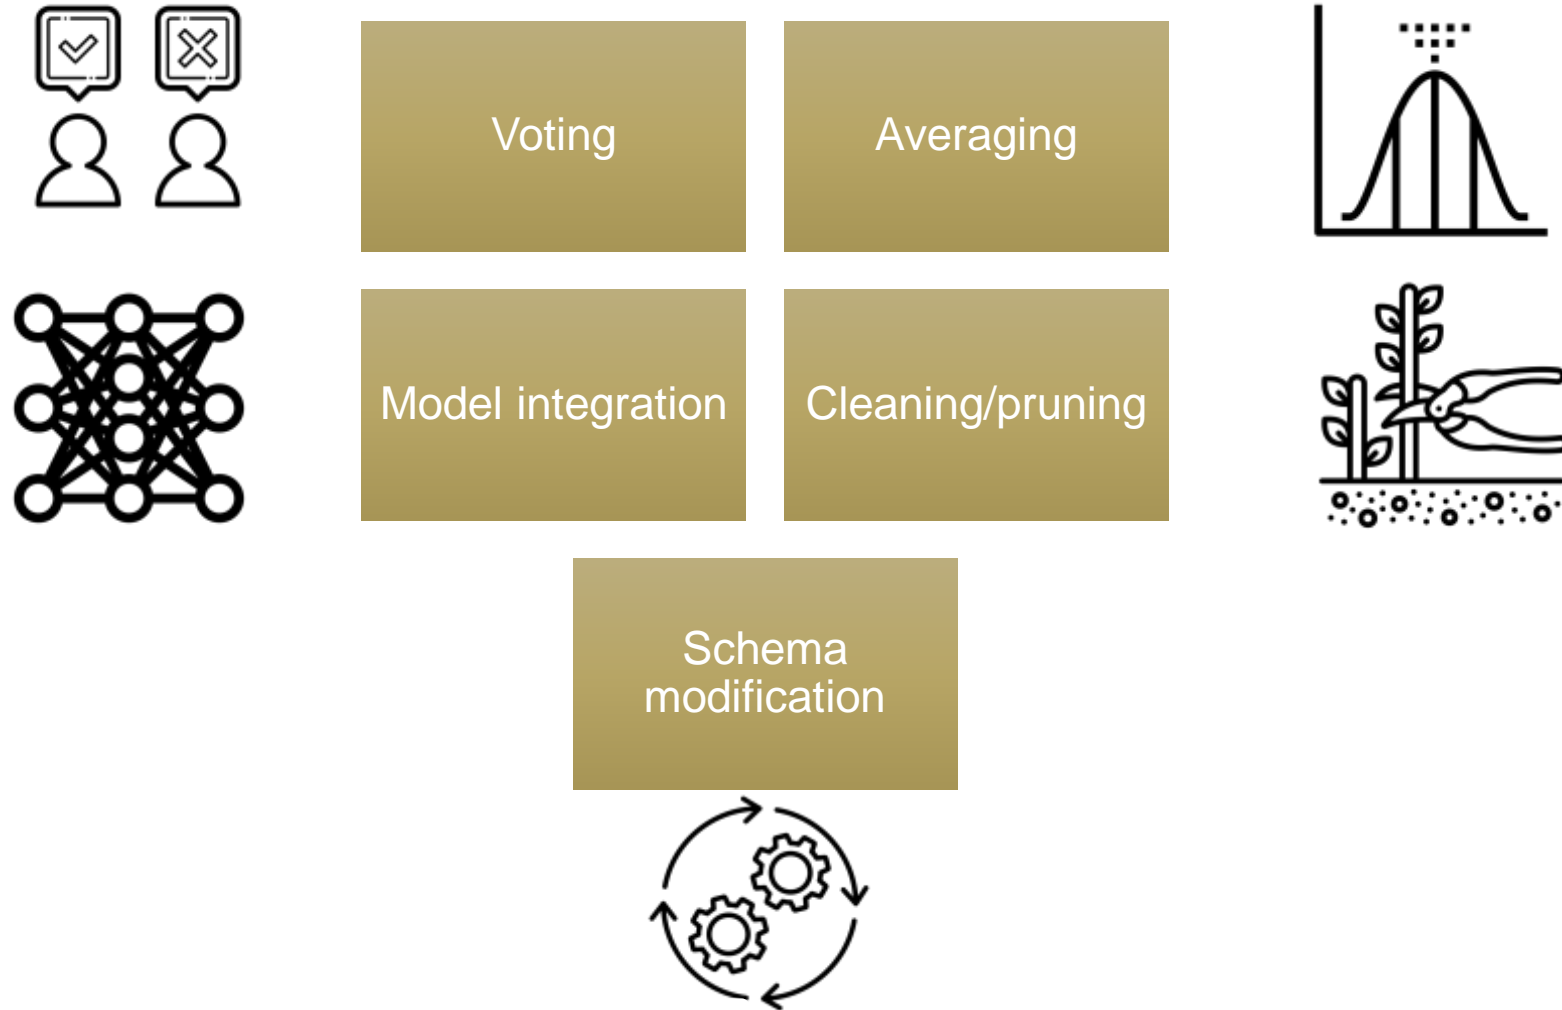 Voting
Averaging
Model integration
Cleaning/pruning
Schema
modification